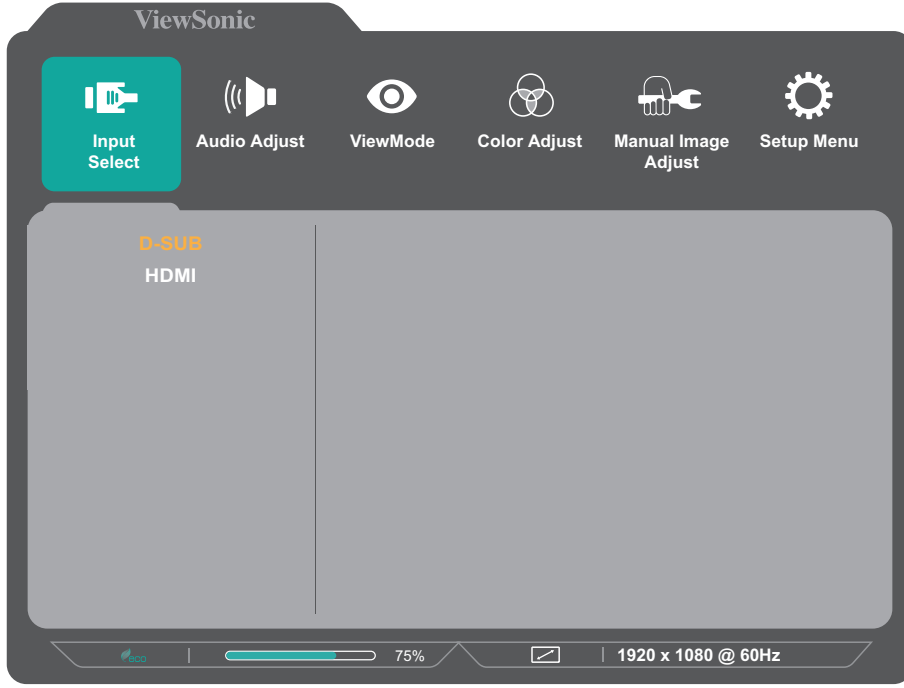 ViewSonic
Input
Select
Audio Adjust
ViewMode
Color Adjust
Manual Image
Adjust
Setup Menu
D-SUB
HDMI
eco
75%
1920 x 1080 @ 60Hz